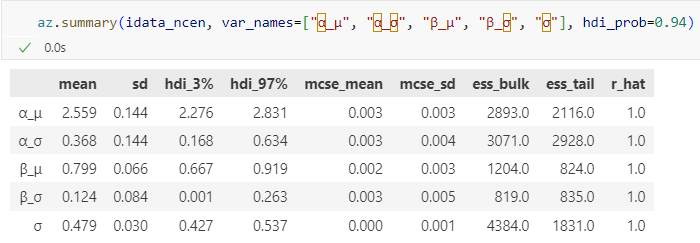 az.summary(idata_ncen, var_names=["α_μ", "α_σ", "β_μ", "β_σ", "σ"], hdi_prob=0.94)
✓ 0.0s
mean sd hdi_3% hdi_97% mcse_mean mcse_sd ess_bulk ess_tail r_hat
α_μ 2.559 0.144 2.276 2.831 0.003 0.003 2893.0 2116.0 1.0
α_σ 0.368 0.144 0.168 0.634 0.003 0.004 3071.0 2928.0 1.0
β_μ 0.799 0.066 0.667 0.919 0.002 0.003 1204.0 824.0 1.0
β_σ 0.124 0.084 0.001 0.263 0.003 0.005 819.0 835.0 1.0
σ 0.479 0.030 0.427 0.537 0.000 0.001 4384.0 1831.0 1.0